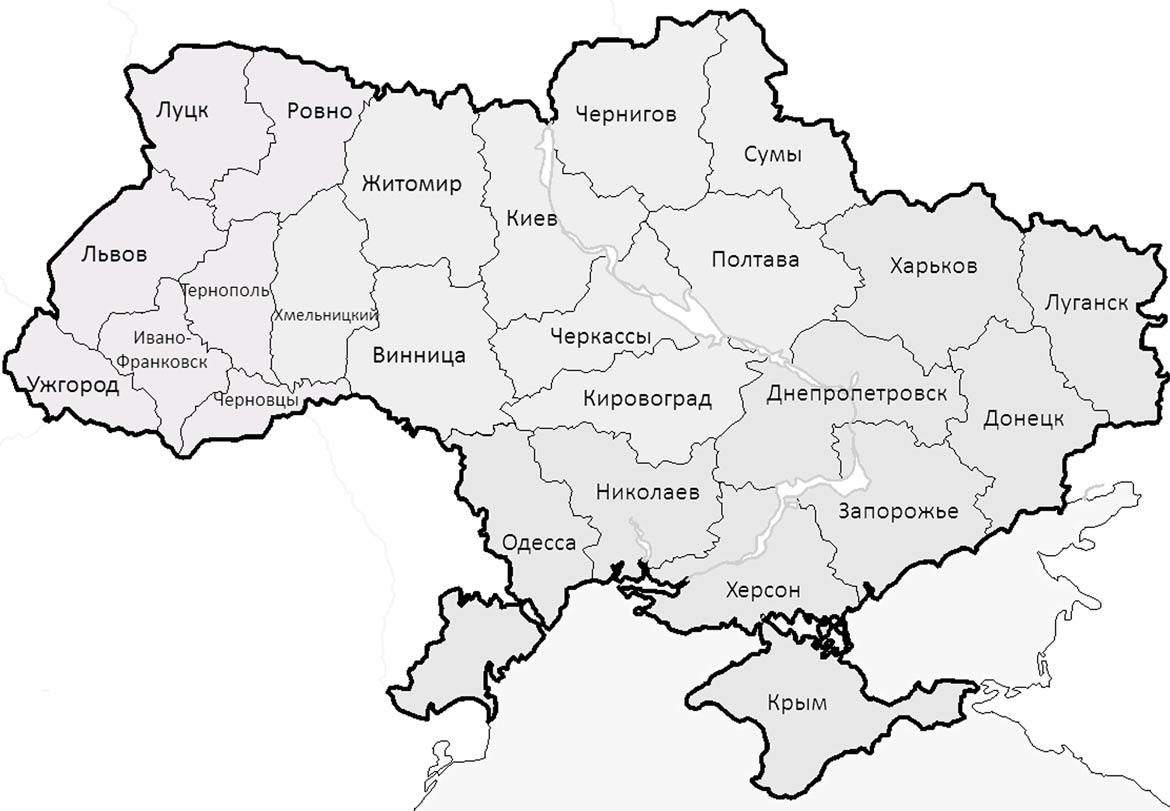 Луцк
Ровно
Чернигов
Сумы
Житомир
Киев
Львов
Полтава
Харьков
Тернополь
Хмельницкий
Луганск
Ивано-
Франковск
Черкассы
Винница
Ужгород
Черновцы
Кировоград
Днепропетровск
Донецк
Николаев
Запорожье
Одесса
Херсон
Крым